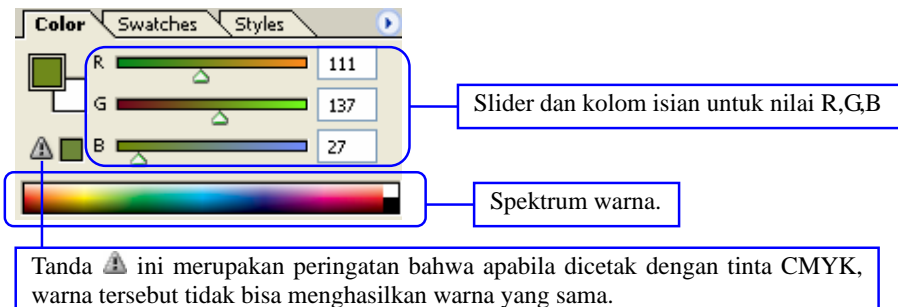 Color Swatches Styles
R 111
G 137
B 27
Slider dan kolom isian untuk nilai R,G,B
Spektrum warna.
Tanda ini merupakan peringatan bahwa apabila dicetak dengan tinta CMYK,
warna tersebut tidak bisa menghasilkan warna yang sama.